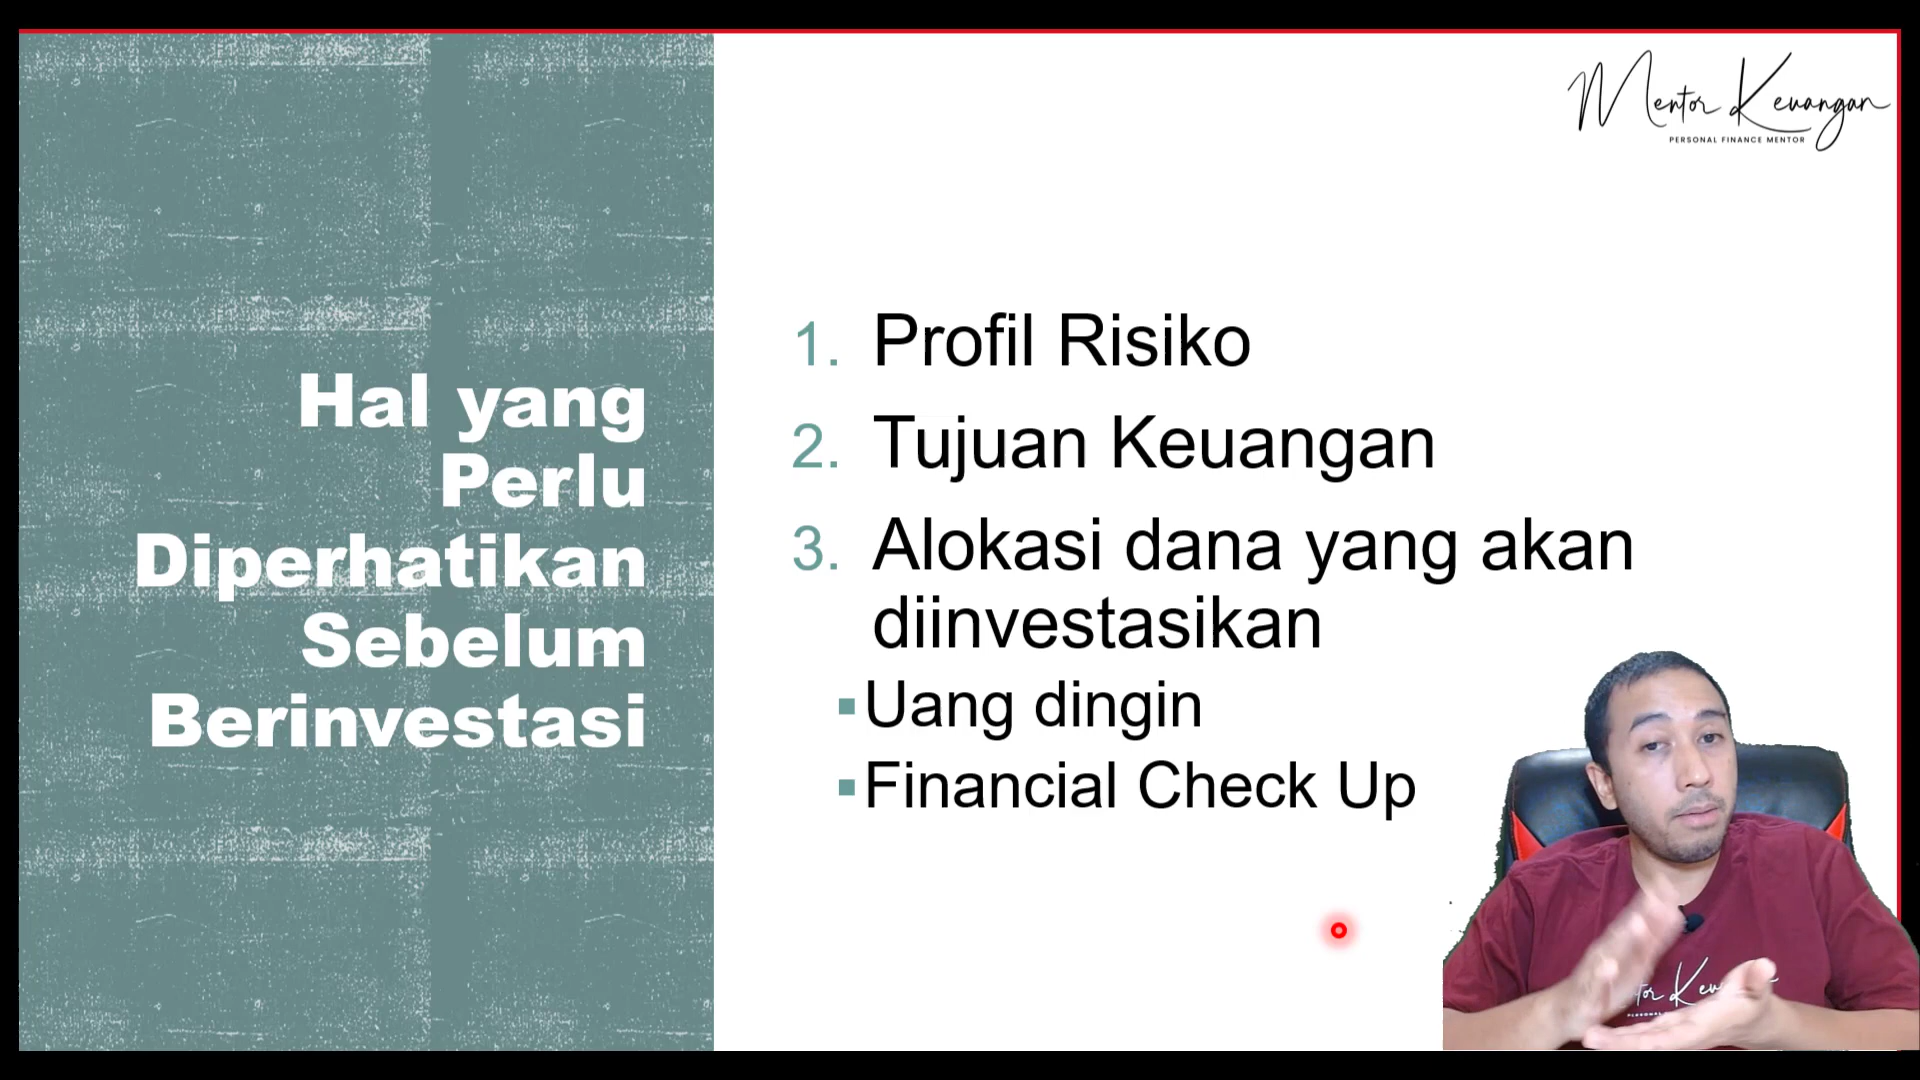 Mentor Keuangan
PERSONAL FINANCE MENTOR
Hal yang
Perlu
Diperhatikan
Sebelum
Berinvestasi
1. Profil Risiko
2. Tujuan Keuangan
3. Alokasi dana yang akan
diinvestasikan
▪Uang dingin
▪Financial Check Up